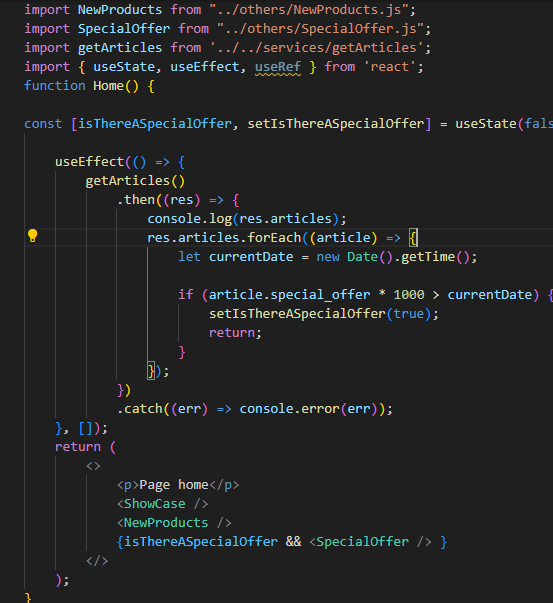 import NewProducts from "../others/NewProducts.js";
import SpecialOffer from "../others/SpecialOffer.js";
import getArticles from '../../services/getArticles';
import { useState, useEffect, useRef } from 'react';
function Home() {
const [isThereASpecialOffer, setIsThereASpecialOffer] = useState(fals
useEffect(() => {
getArticles()
.then((res) => {
console.log(res.articles);
res.articles.forEach((article) => {
let currentDate = new Date().getTime();
if (article.special_offer * 1000 > currentDate) {
setIsThereASpecialOffer(true);
return;
}
});
})
.catch((err) => console.error(err));
}, []);
return (
<>
<p>Page home</p>
<ShowCase />
<NewProducts />
{isThereASpecialOffer && <SpecialOffer /> }
</>
);
}